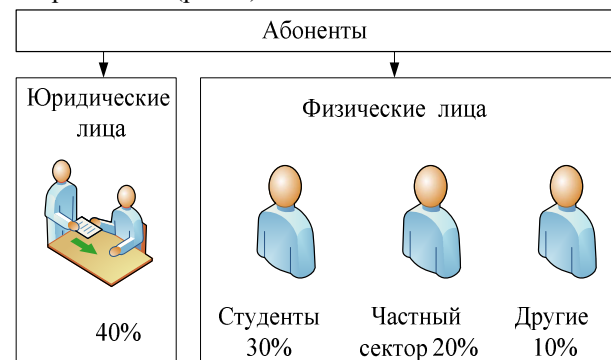 Абоненты
Юридические
лица
40%
Физические лица
Студенты
30%
Частный
сектор 20%
Другие
10%